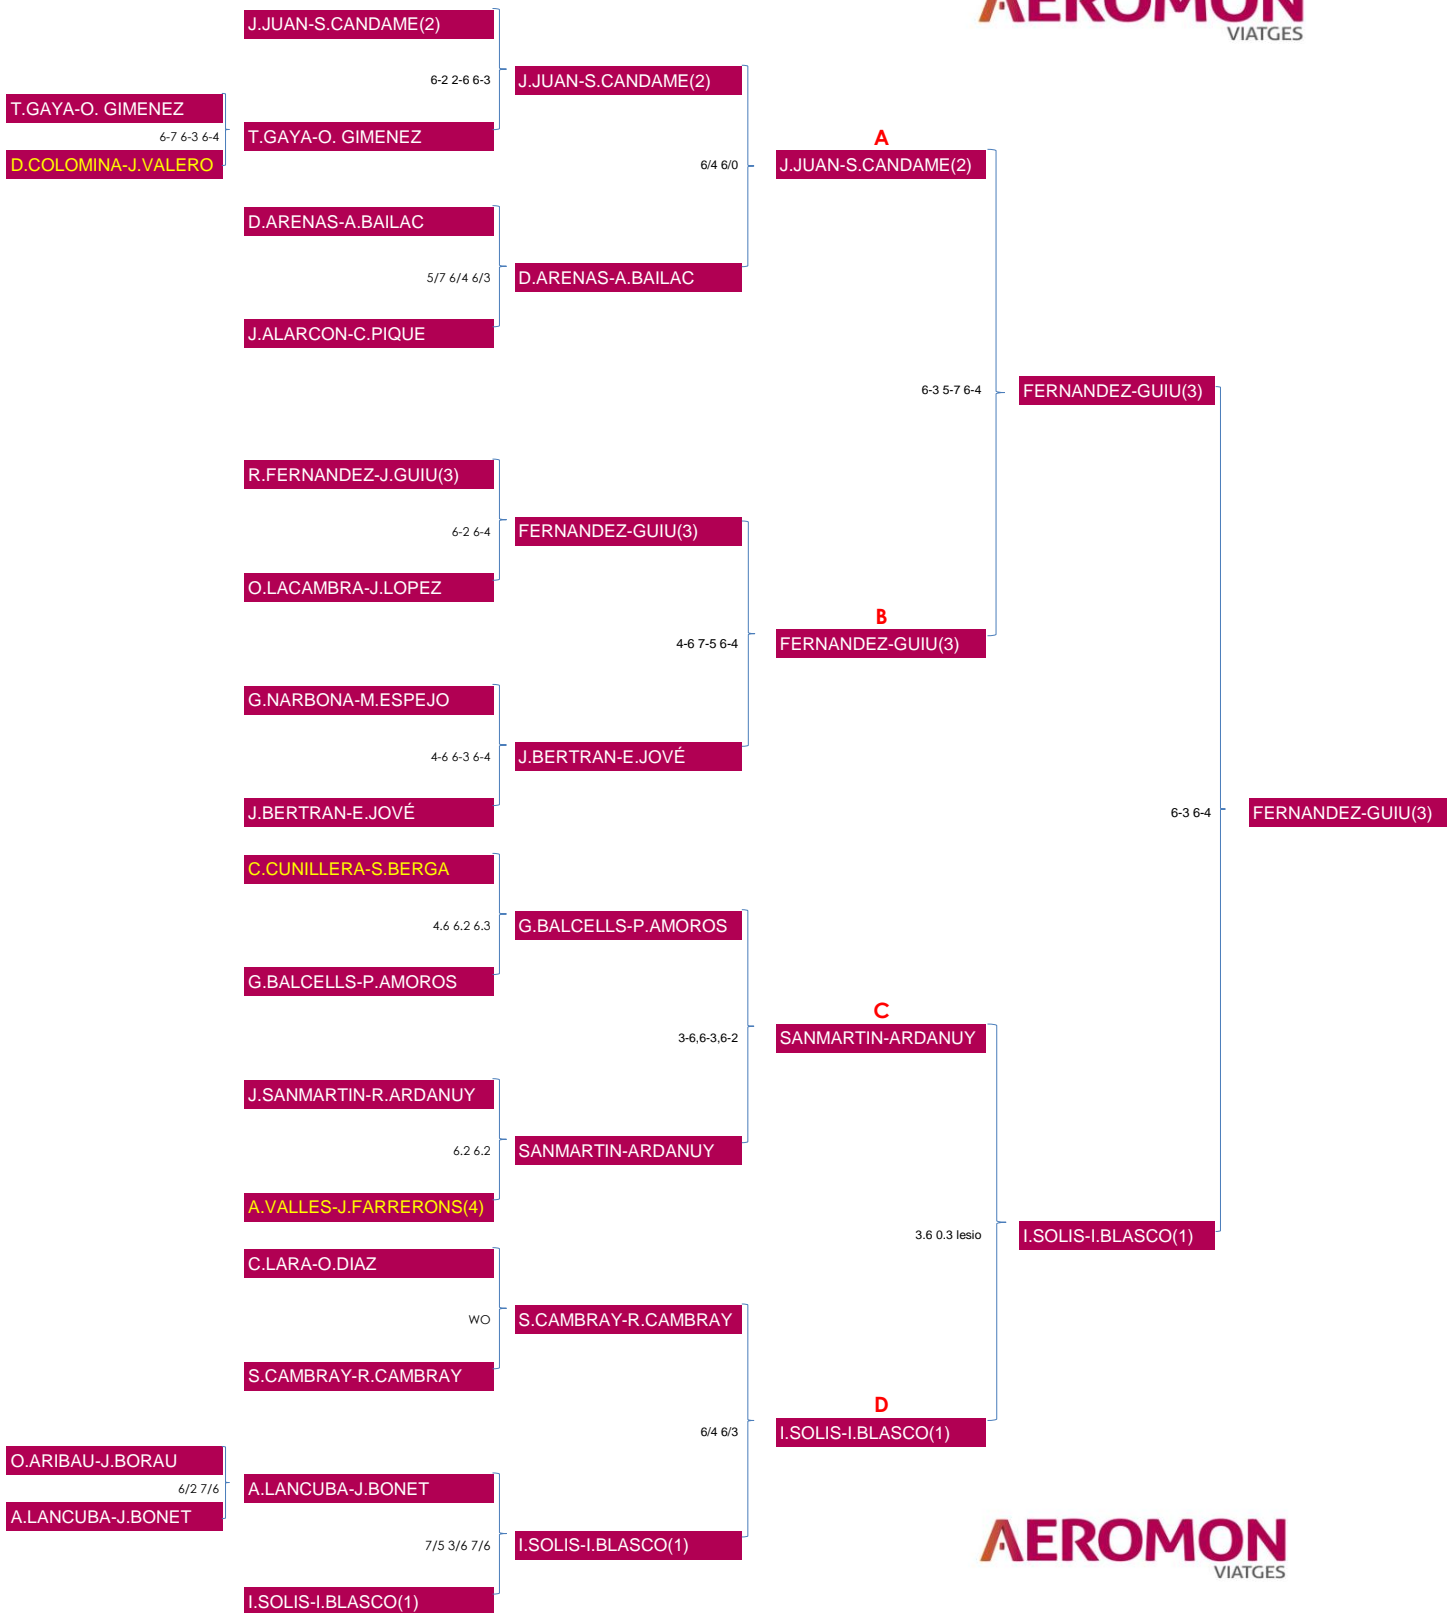 AEROMON
VIATGES
J.JUAN-S.CANDAME(2)
6-2 2-6 6-3
J.JUAN-S.CANDAME(2)
T.GAYA-O. GIMENEZ
6-7 6-3 6-4
T.GAYA-O. GIMENEZ
D.COLOMINA-J.VALERO
A
6/4 6/0
J.JUAN-S.CANDAME(2)
D.ARENAS-A.BAILAC
5/7 6/4 6/3
D.ARENAS-A.BAILAC
J.ALARCON-C.PIQUE
6-3 5-7 6-4
FERNANDEZ-GUIU(3)
R.FERNANDEZ-J.GUIU(3)
6-2 6-4
FERNANDEZ-GUIU(3)
O.LACAMBRA-J.LOPEZ
B
4-6 7-5 6-4
FERNANDEZ-GUIU(3)
G.NARBONA-M.ESPEJO
4-6 6-3 6-4
J.BERTRAN-E.JOVÉ
J.BERTRAN-E.JOVÉ
6-3 6-4
FERNANDEZ-GUIU(3)
C.CUNILLERA-S.BERGA
4.6 6.2 6.3
G.BALCELLS-P.AMOROS
G.BALCELLS-P.AMOROS
C
3-6,6-3,6-2
SANMARTIN-ARDANUY
J.SANMARTIN-R.ARDANUY
6.2 6.2
SANMARTIN-ARDANUY
A.VALLES-J.FARRERONS(4)
3.6 0.3 lesio
I.SOLIS-I.BLASCO(1)
C.LARA-O.DIAZ
WO
S.CAMBRAY-R.CAMBRAY
S.CAMBRAY-R.CAMBRAY
D
6/4 6/3
I.SOLIS-I.BLASCO(1)
O.ARIBAU-J.BORAU
6/2 7/6
A.LANCUBA-J.BONET
A.LANCUBA-J.BONET
7/5 3/6 7/6
I.SOLIS-I.BLASCO(1)
I.SOLIS-I.BLASCO(1)
AEROMON
VIATGES